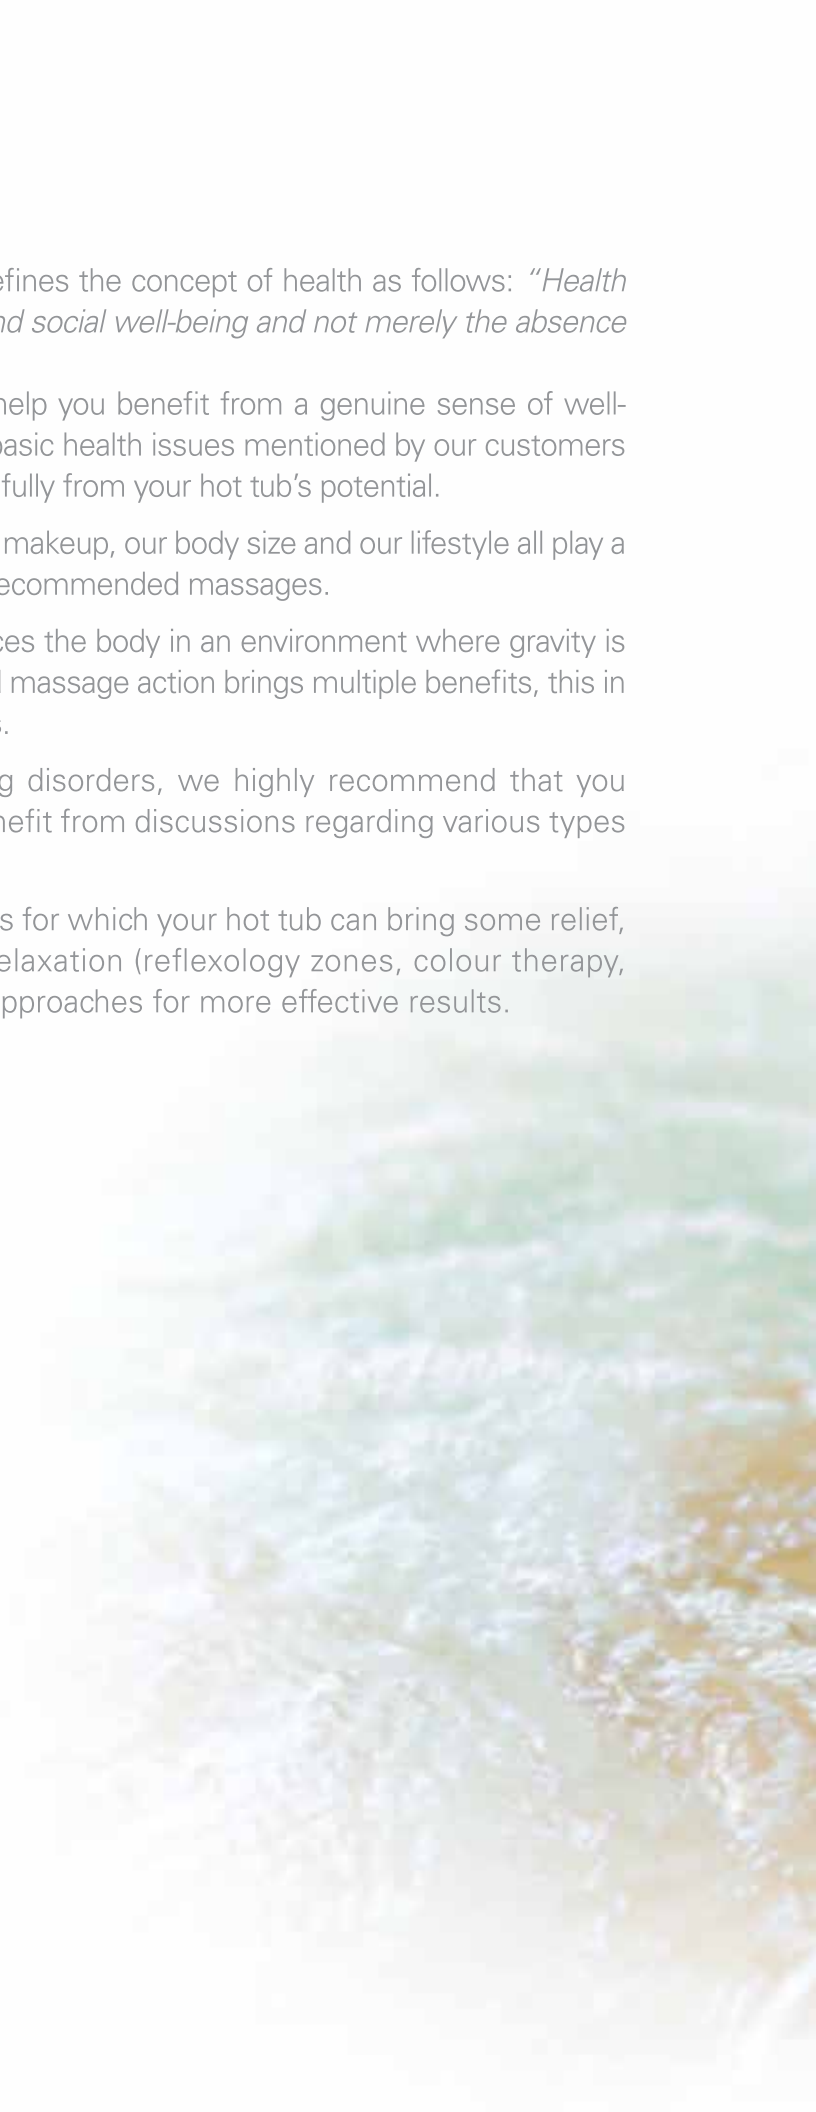 efines the concept of health as follows: “Health
nd social well-being and not merely the absence
help you benefit from a genuine sense of well-
basic health issues mentioned by our customers
fully from your hot tub’s potential.
makeup, our body size and our lifestyle all play a
recommended massages.
ces the body in an environment where gravity is
massage action brings multiple benefits, this in
s.
g disorders, we highly recommend that you
nefit from discussions regarding various types
s for which your hot tub can bring some relief,
elaxation (reflexology zones, colour therapy,
pproaches for more effective results.